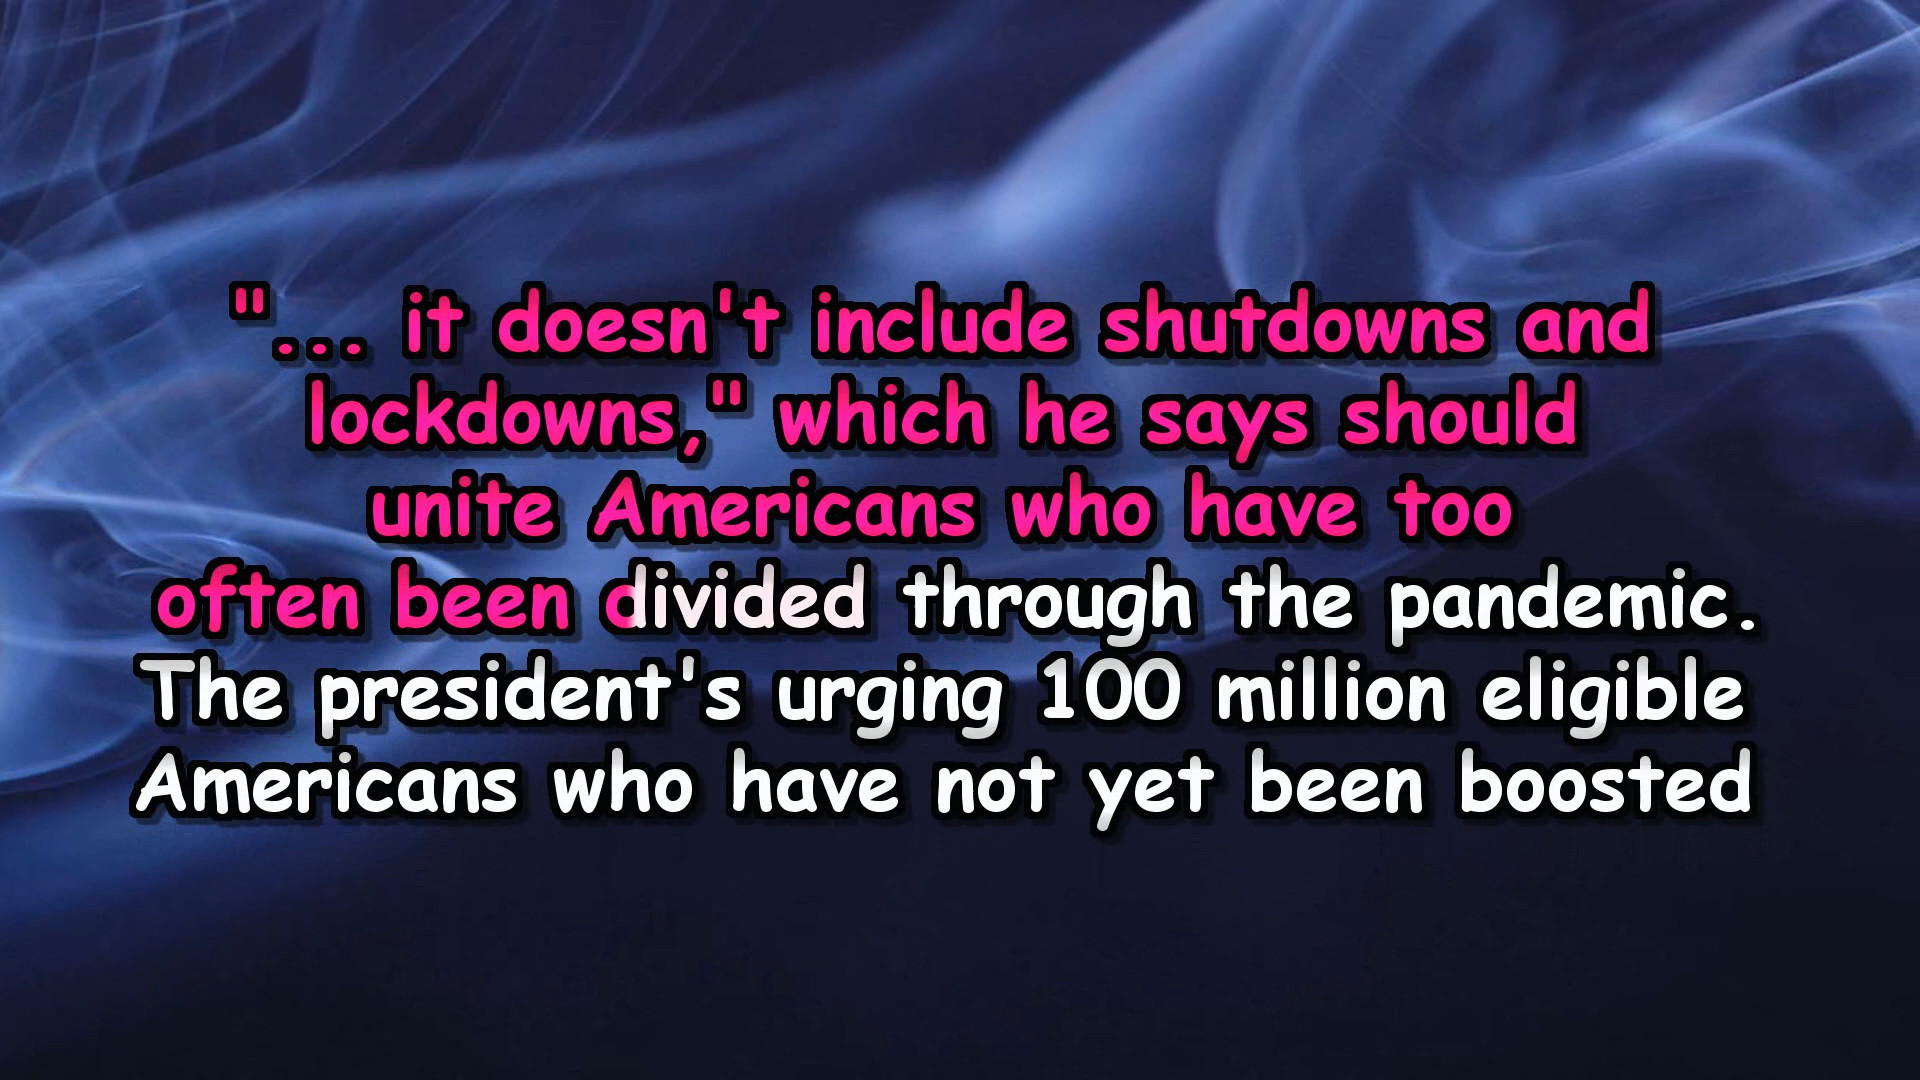 "... it doesn't include shutdowns and
lockdowns," which he says should
unite Americans who have too
often been divided through the pandemic.
The president's urging 100 million eligible
Americans who have not yet been boosted